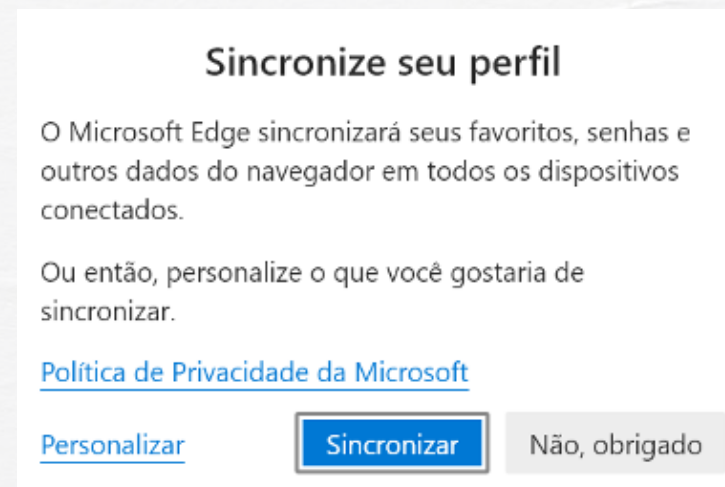 Sincronize seu perfil
O Microsoft Edge sincronizará seus favoritos, senhas e
outros dados do navegador em todos os dispositivos
conectados.
Ou então, personalize o que você gostaria de
sincronizar.
Política de Privacidade da Microsoft
Personalizar Sincronizar Não, obrigado